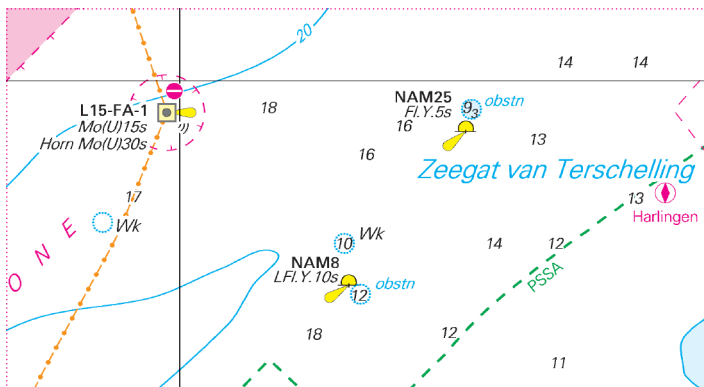 20
14
14
L15-FA-1
Mo(U)15s
Horn Mo(U)30s
18
NAM25
Fl.Y.5s
9₃
obstn
16
13
16
Zeegat van Terschelling
17
Wk
13
Harlingen
O N E
10
Wk
14
12
NAM8
LFl.Y.10s
obstn
12
PSSA
18
12
11